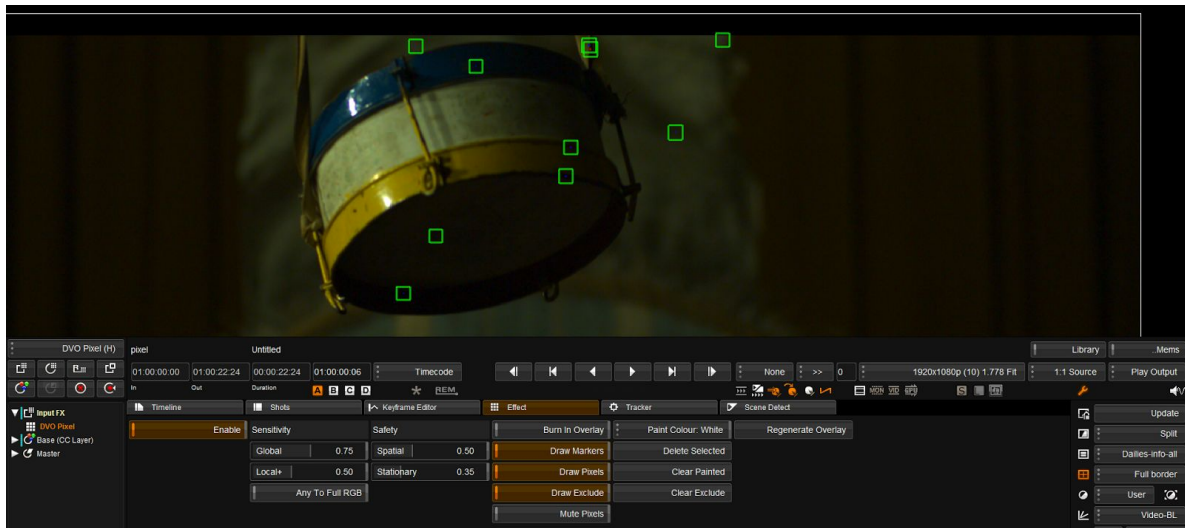 DVO Pixel (H) pixel Untitled Library ..Mems
01:00:00:00 01:00:22:24 00:00:22:24 01:00:00:06 Timecode None >> 0 1920x1080p (10) 1.778 Fit 1:1 Source Play Output
In Out Duration A B C D REM
Timeline Shots Keyframe Editor Effect Tracker Scene Detect Update
Input FX
DVO Pixel Enable Sensitivity Safety Burn In Overlay Paint Colour: White Regenerate Overlay Split
Base (CC Layer) Global 0.75 Spatial 0.50 Draw Markers Delete Selected Dailies-info-all
Master Local+ 0.50 Stationary 0.35 Draw Pixels Clear Painted Full border
Any To Full RGB Draw Exclude Clear Exclude User
Mute Pixels Video-BL